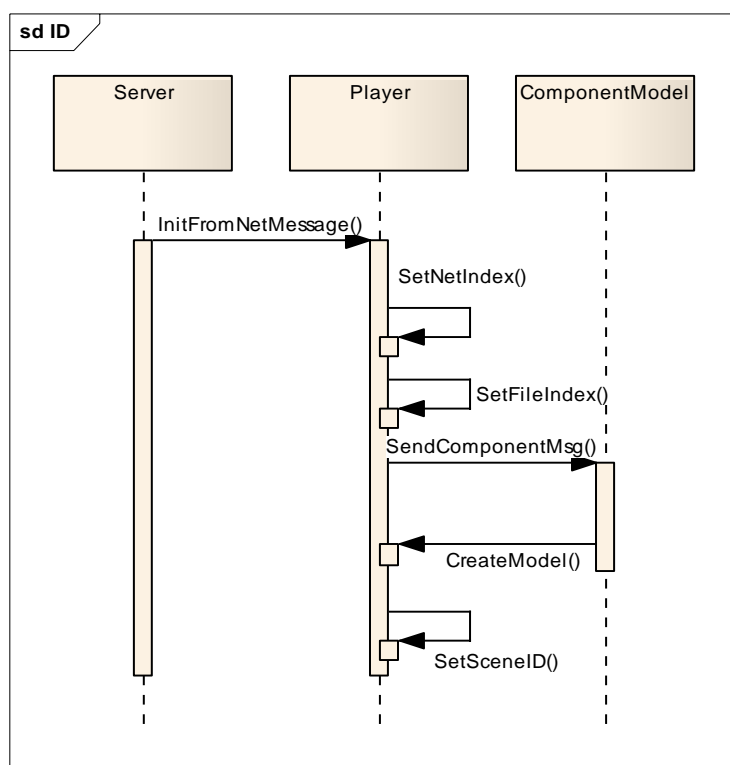 sd ID
Server
Player
ComponentModel
InitFromNetMessage()
SetNetIndex()
SetFileIndex()
SendComponentMsg()
CreateModel()
SetSceneID()